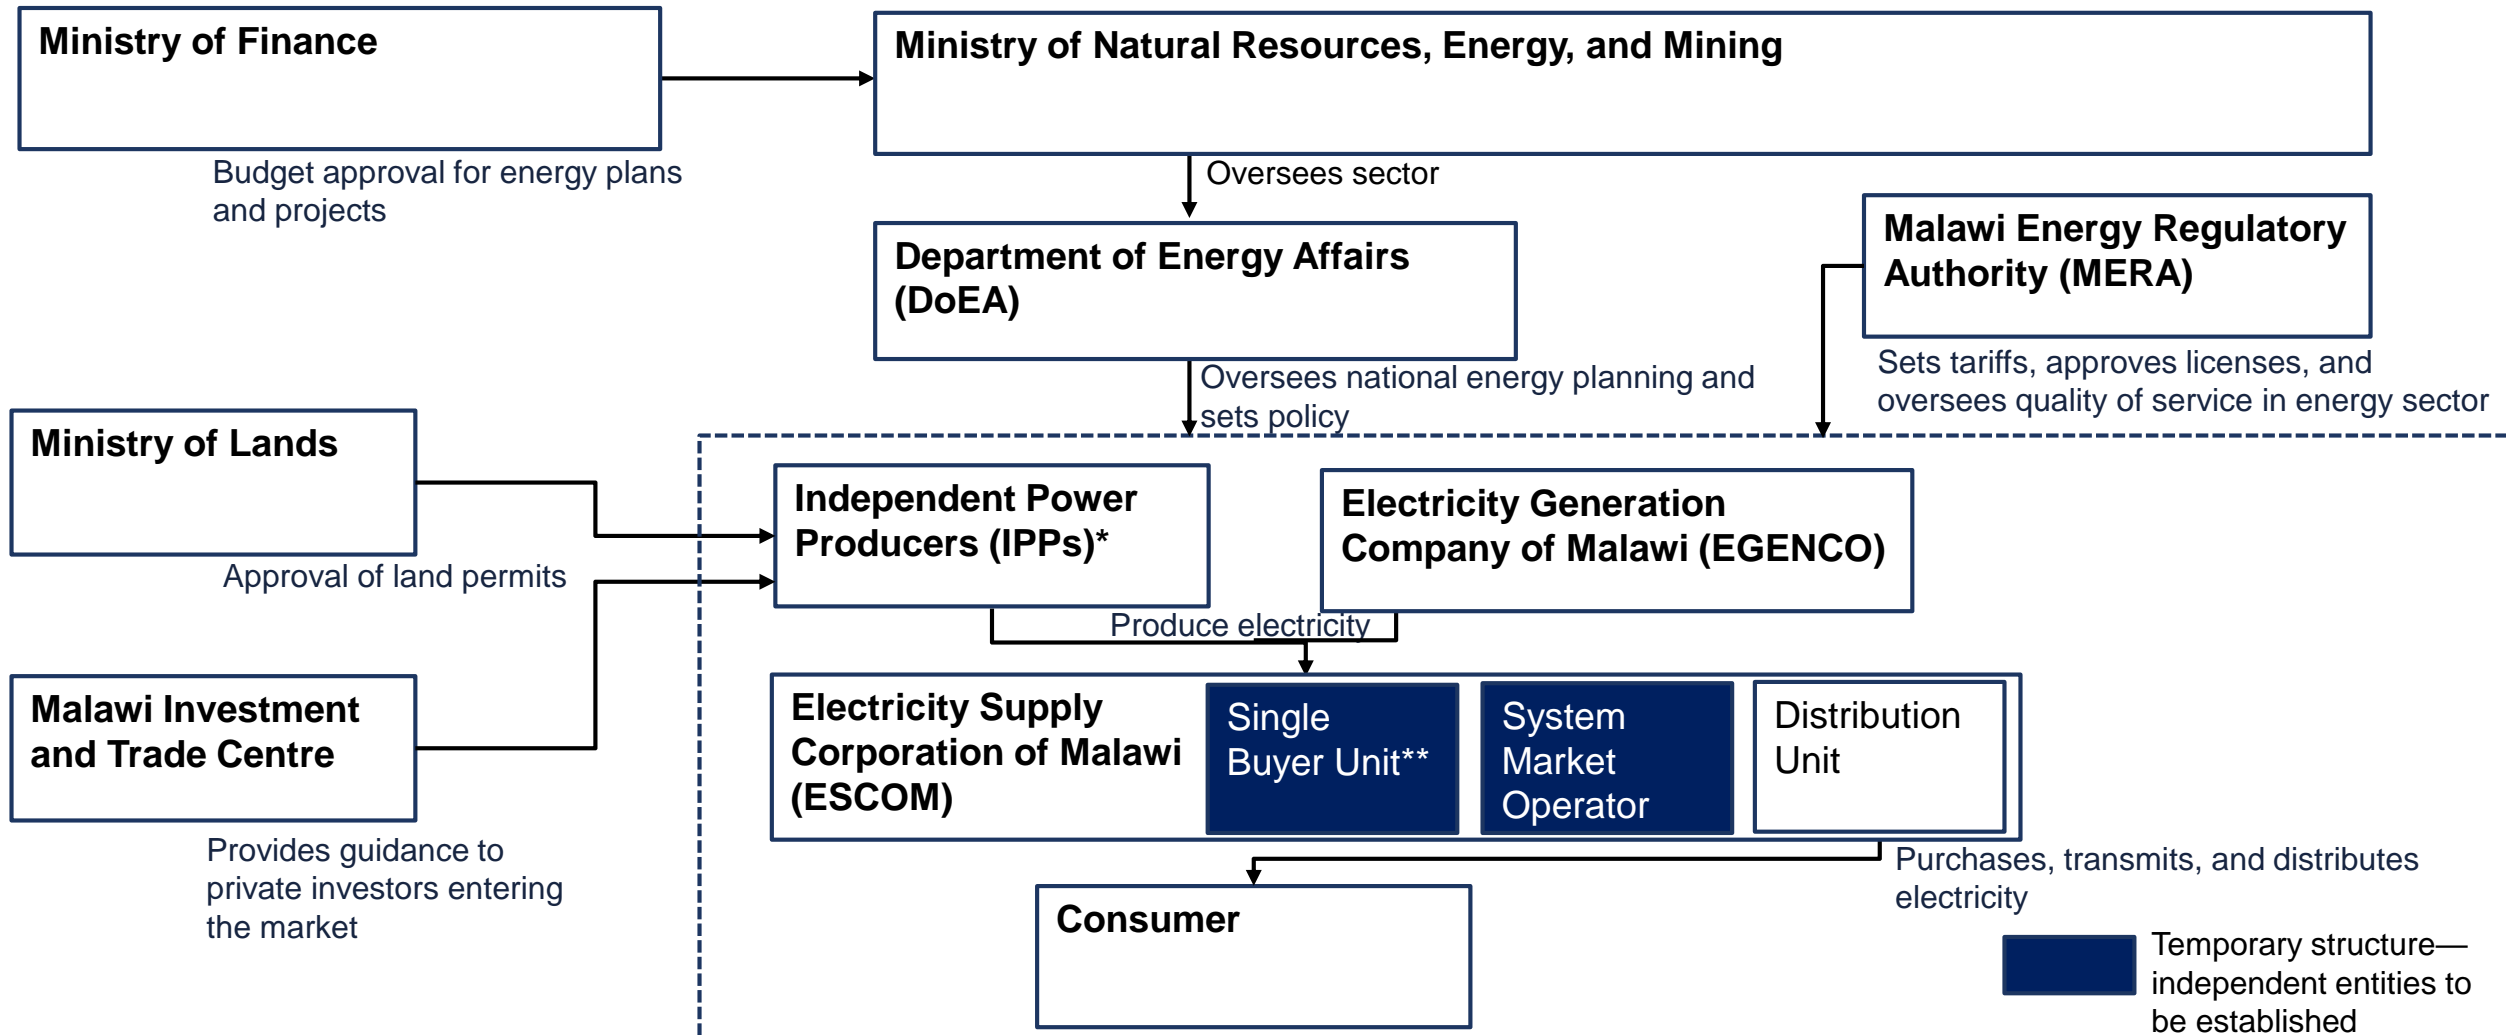 Ministry of Finance
Ministry of Natural Resources, Energy, and Mining
Budget approval for energy plans
and projects
Oversees sector
Department of Energy Affairs
(DoEA)
Malawi Energy Regulatory
Authority (MERA)
Oversees national energy planning and
sets policy
Sets tariffs, approves licenses, and
oversees quality of service in energy sector
Ministry of Lands
Approval of land permits
Independent Power
Producers (IPPs)*
Electricity Generation
Company of Malawi (EGENCO)
Produce electricity
Malawi Investment
and Trade Centre
Provides guidance to
private investors entering
the market
Electricity Supply
Corporation of Malawi
(ESCOM)
Single
Buyer Unit**
System
Market
Operator
Distribution
Unit
Purchases, transmits, and distributes
electricity
Consumer
Temporary structure—
independent entities to
be established